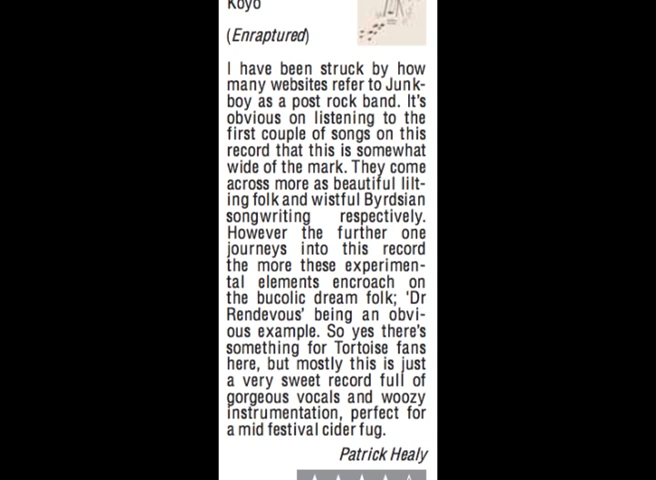 Koyo
(Enraptured)
I have been struck by how
many websites refer to Junk-
boy as a post rock band. It's
obvious on listening to the
first couple of songs on this
record that this is somewhat
wide of the mark. They come
across more as beautiful lilt-
ing folk and wistful Byrdsian
songwriting respectively.
However the further one
journeys into this record
the more these experimen-
tal elements encroach on
the bucolic dream folk; 'Dr
Rendevous' being an obvi-
ous example. So yes there's
something for Tortoise fans
here, but mostly this is just
a very sweet record full of
gorgeous vocals and woozy
instrumentation, perfect for
a mid festival cider fug.
Patrick Healy